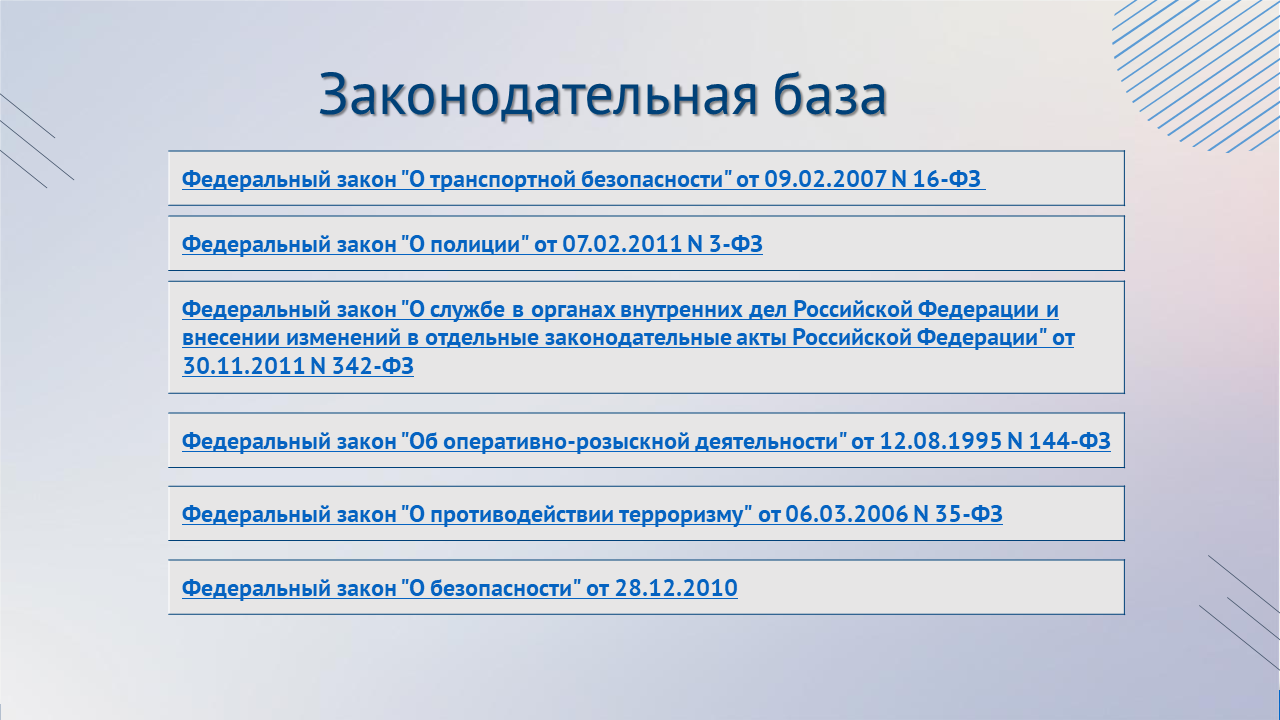 Законодательная база
Федеральный закон "О транспортной безопасности" от 09.02.2007 N 16-ФЗ
Федеральный закон "О полиции" от 07.02.2011 N 3-ФЗ
Федеральный закон "О службе в органах внутренних дел Российской Федерации и
внесении изменений в отдельные законодательные акты Российской Федерации" от
30.11.2011 N 342-ФЗ
Федеральный закон "Об оперативно-розыскной деятельности" от 12.08.1995 N 144-ФЗ
Федеральный закон "О противодействии терроризму" от 06.03.2006 N 35-ФЗ
Федеральный закон "О безопасности" от 28.12.2010